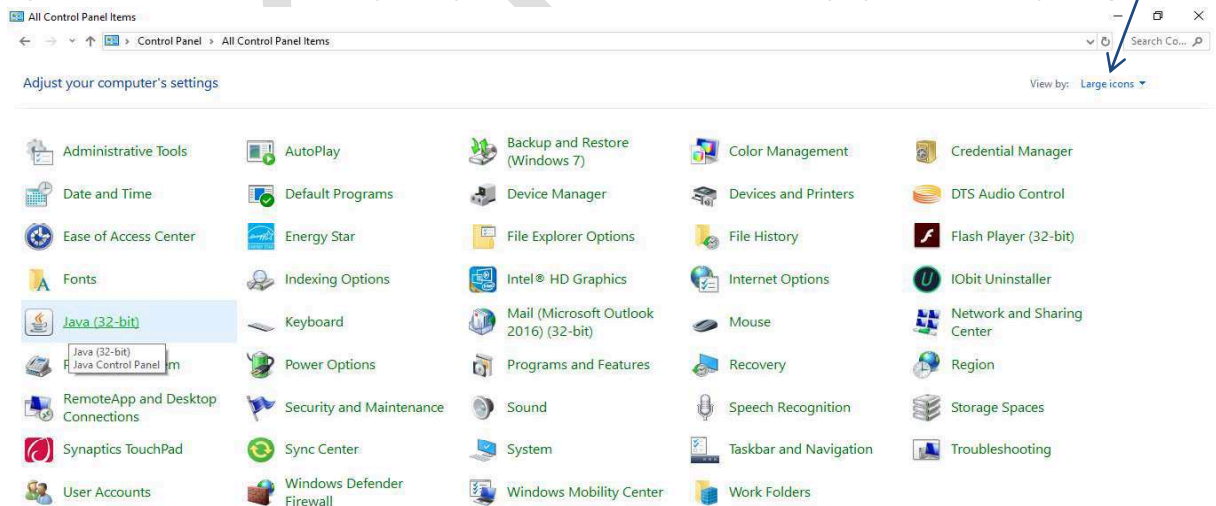 All Control Panel Items
Control Panel > All Control Panel Items
Search Co...
Adjust your computer's settings
View by: Large icons
Administrative Tools
AutoPlay
Backup and Restore
(Windows 7)
Color Management
Credential Manager
Date and Time
Default Programs
Device Manager
Devices and Printers
DTS Audio Control
Ease of Access Center
Energy Star
File Explorer Options
File History
Flash Player (32-bit)
Fonts
Indexing Options
Intel® HD Graphics
Internet Options
IObit Uninstaller
Java (32-bit)
Keyboard
Mail (Microsoft Outlook
2016) (32-bit)
Mouse
Network and Sharing
Center
Java (32-bit)
Java Control Panel
Power Options
Programs and Features
Recovery
Region
RemoteApp and Desktop
Connections
Security and Maintenance
Sound
Speech Recognition
Storage Spaces
Synaptics TouchPad
Sync Center
System
Taskbar and Navigation
Troubleshooting
User Accounts
Windows Defender
Firewall
Windows Mobility Center
Work Folders